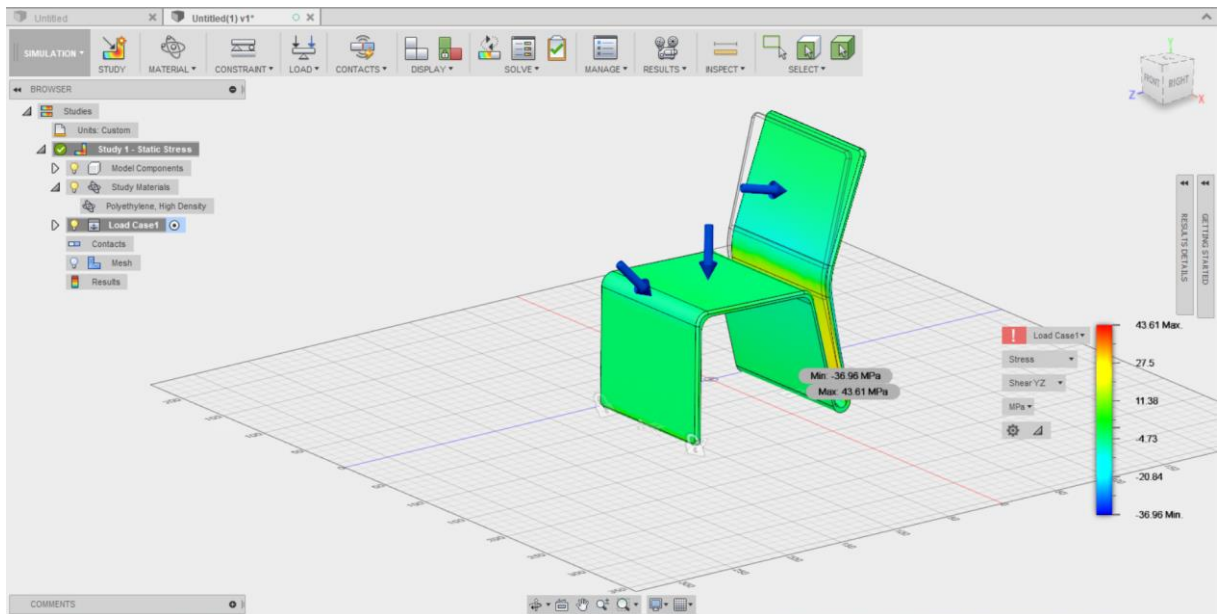 Untitled
Untitled(1) v1*
SIMULATION
STUDY
MATERIAL
CONSTRAINT
LOAD
CONTACTS
DISPLAY
SOLVE
MANAGE
RESULTS
INSPECT
SELECT
BROWSER
Studies
Units: Custom
Study 1 - Static Stress
Model Components
Study Materials
Polyethylene, High Density
Load Case1
Contacts
Mesh
Results
Y
FRONT
RIGHT
Z
X
RESULTS DETAILS
GETTING STARTED
Min: -36.96 MPa
Max: 43.61 MPa
Load Case1
Stress
Shear YZ
MPa
43.61 Max.
27.5
11.38
-4.73
-20.84
-36.96 Min.
COMMENTS